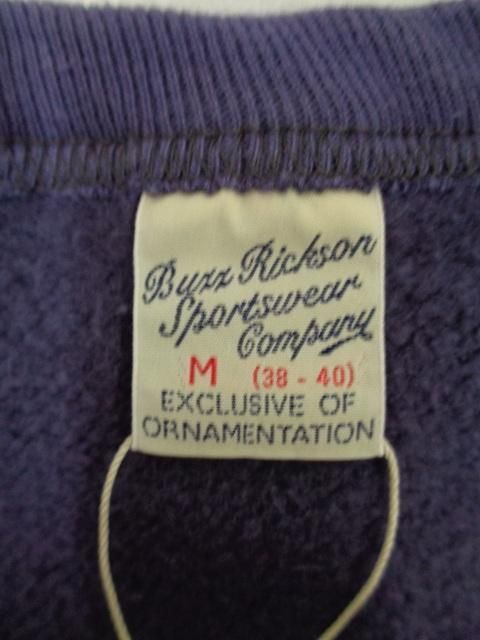 Buzz Rickson
Sportswear
Company
M (38 - 40)
EXCLUSIVE OF
ORNAMENTATION